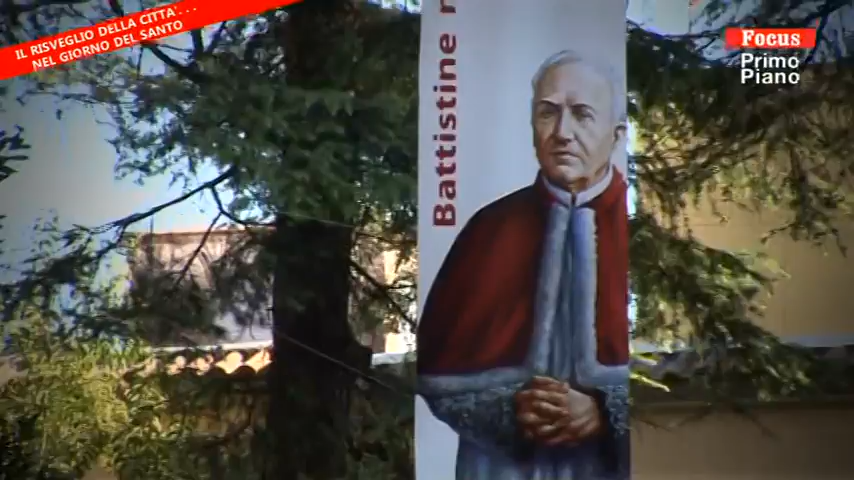 IL RISVEGLIO DELLA CITTA'. . .
NEL GIORNO DEL SANTO
Focus
Primo
Piano
Battistine